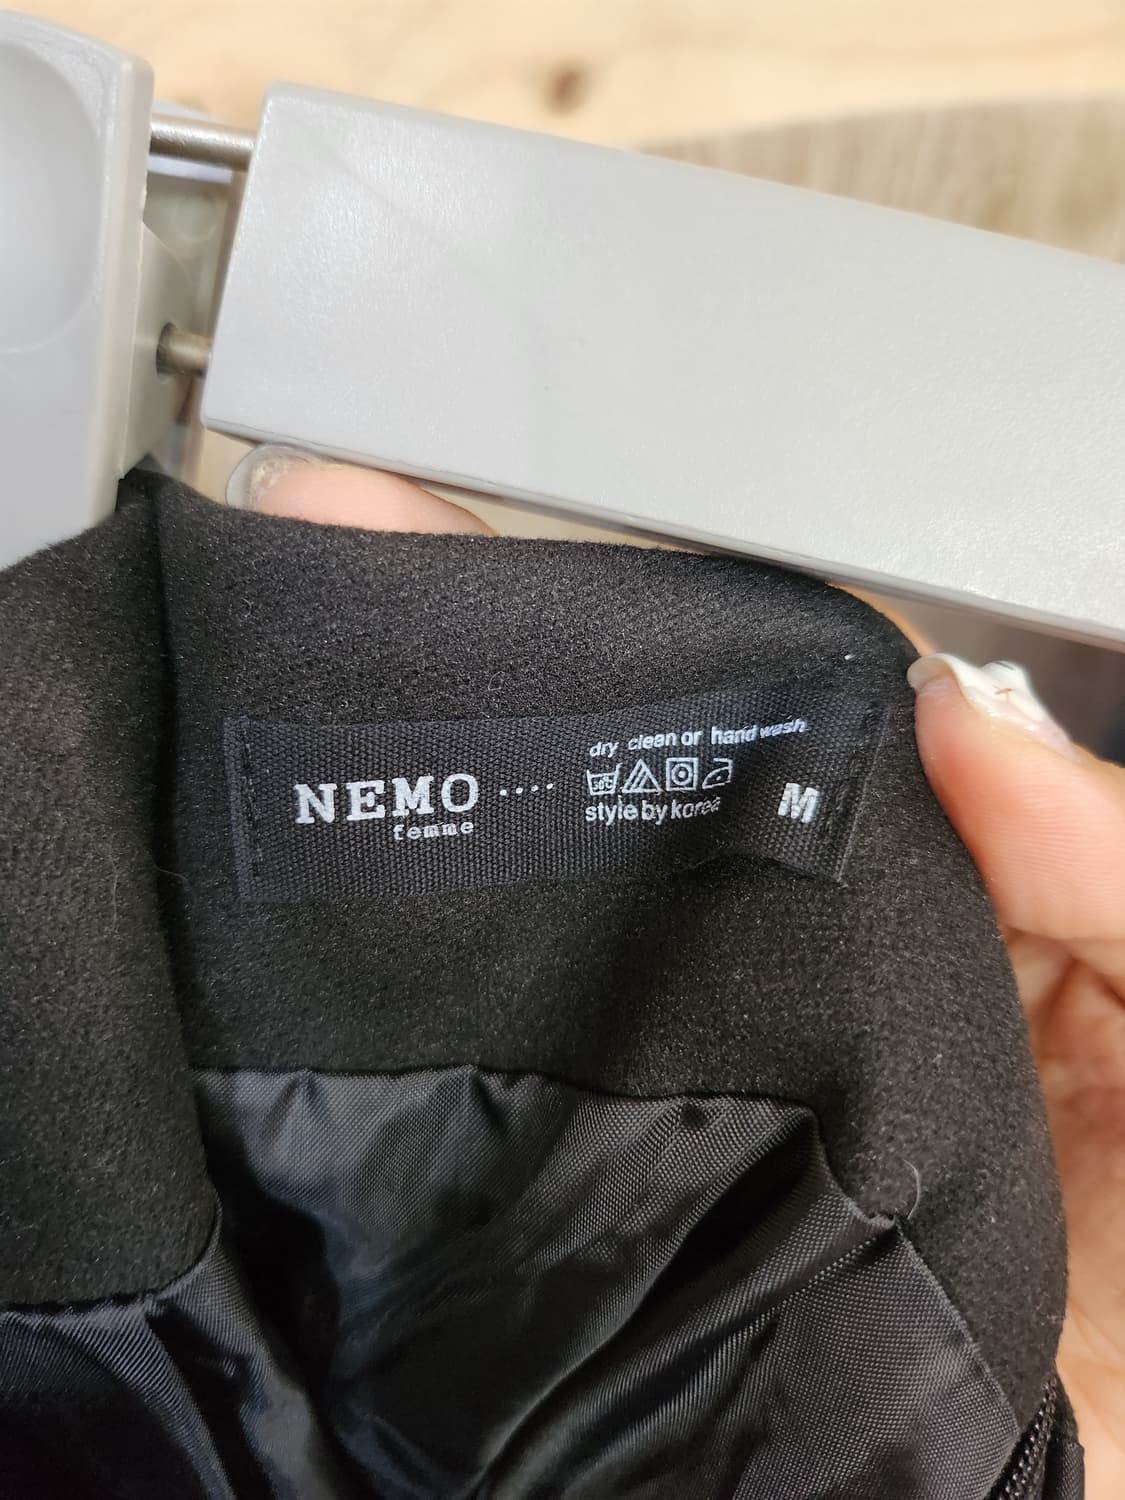 NEMO ····
femme
dry clean or hand wash
style by korea
M